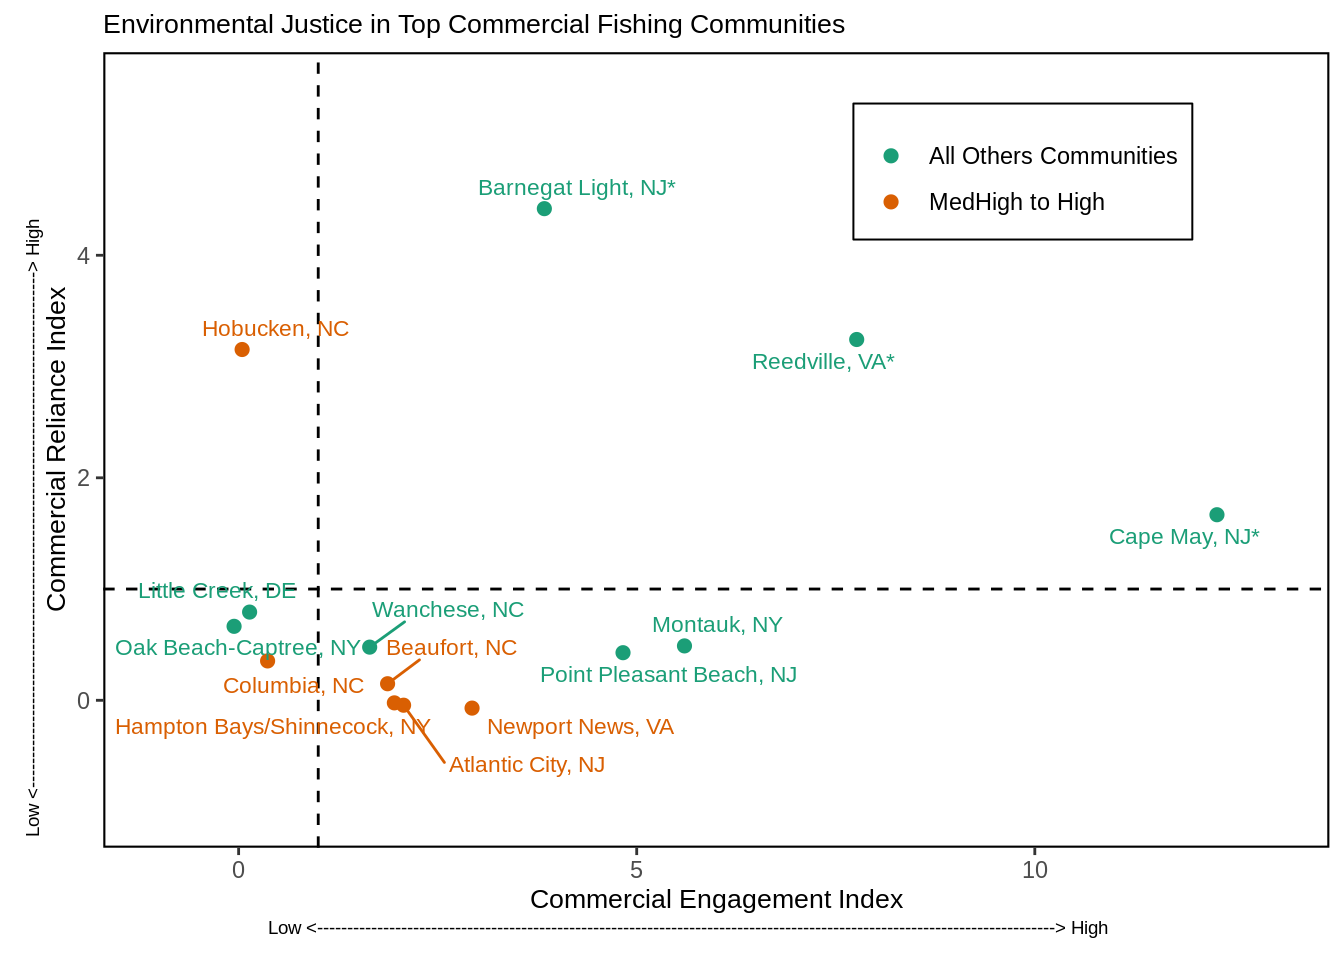 Environmental Justice in Top Commercial Fishing Communities
All Others Communities
MedHigh to High
Barnegat Light, NJ*
Hobucken, NC
Reedville, VA*
Cape May, NJ*
Little Creek, DE
Wanchese, NC
Montauk, NY
Oak Beach-Captree, NY
Beaufort, NC
Point Pleasant Beach, NJ
Columbia, NC
Hampton Bays/Shinnecock, NY
Newport News, VA
Atlantic City, NJ
4
2
0
Commercial Reliance Index
Low <----------------------------------------------------------------------------------------> High
0
5
10
Commercial Engagement Index
Low <---------------------------------------------------------------------------------------------------------------------------> High